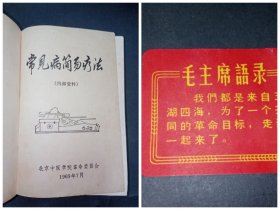 常见病简易疗法
(内部资料)
北京中医学院革命委员会
1969年7月
毛主席語录
我們都是来自五
湖四海，为了一个
同的革命目标，走
一起来了。